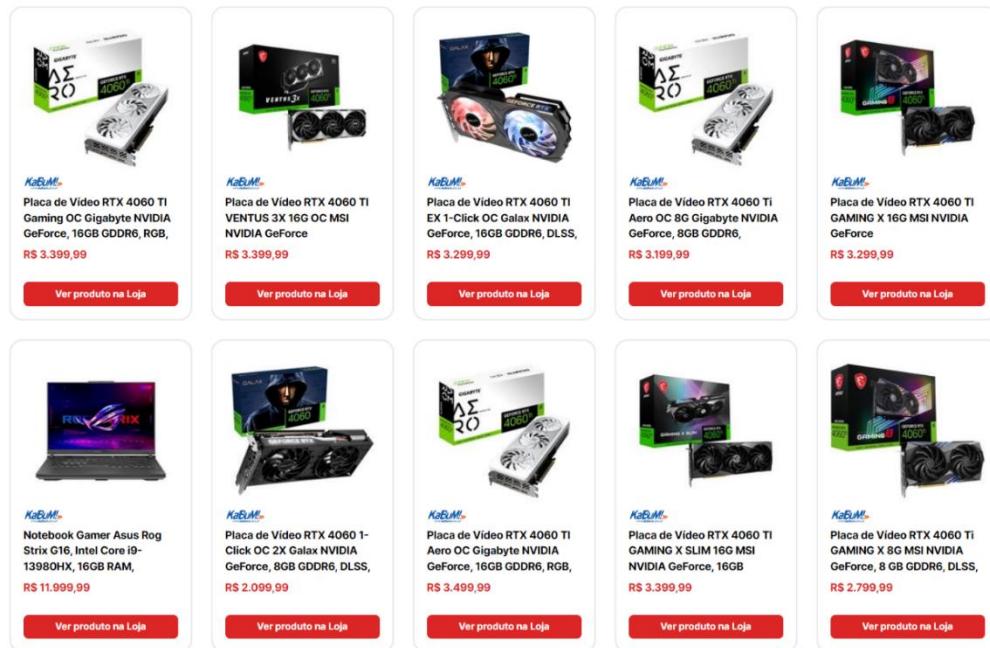 KaBuM!
Placa de Vídeo RTX 4060 TI
Gaming OC Gigabyte NVIDIA
GeForce, 16GB GDDR6, RGB,
R$ 3.399,99
Ver produto na Loja
KaBuM!
Placa de Vídeo RTX 4060 TI
VENTUS 3X 16G OC MSI
NVIDIA GeForce
R$ 3.399,99
Ver produto na Loja
KaBuM!
Placa de Vídeo RTX 4060 TI
EX 1-Click OC Galax NVIDIA
GeForce, 16GB GDDR6, DLSS,
R$ 3.299,99
Ver produto na Loja
KaBuM!
Placa de Vídeo RTX 4060 Ti
Aero OC 8G Gigabyte NVIDIA
GeForce, 8GB GDDR6,
R$ 3.199,99
Ver produto na Loja
KaBuM!
Placa de Vídeo RTX 4060 TI
GAMING X 16G MSI NVIDIA
GeForce
R$ 3.299,99
Ver produto na Loja
KaBuM!
Notebook Gamer Asus Rog
Strix G16, Intel Core i9-
13980HX, 16GB RAM,
R$ 11.999,99
Ver produto na Loja
KaBuM!
Placa de Vídeo RTX 4060 1-
Click OC 2X Galax NVIDIA
GeForce, 8GB GDDR6, DLSS,
R$ 2.099,99
Ver produto na Loja
KaBuM!
Placa de Vídeo RTX 4060 TI
Aero OC Gigabyte NVIDIA
GeForce, 16GB GDDR6, RGB,
R$ 3.499,99
Ver produto na Loja
KaBuM!
Placa de Vídeo RTX 4060 TI
GAMING X SLIM 16G MSI
NVIDIA GeForce, 16GB
R$ 3.399,99
Ver produto na Loja
KaBuM!
Placa de Vídeo RTX 4060 Ti
GAMING X 8G MSI NVIDIA
GeForce, 8 GB GDDR6, DLSS,
R$ 2.799,99
Ver produto na Loja